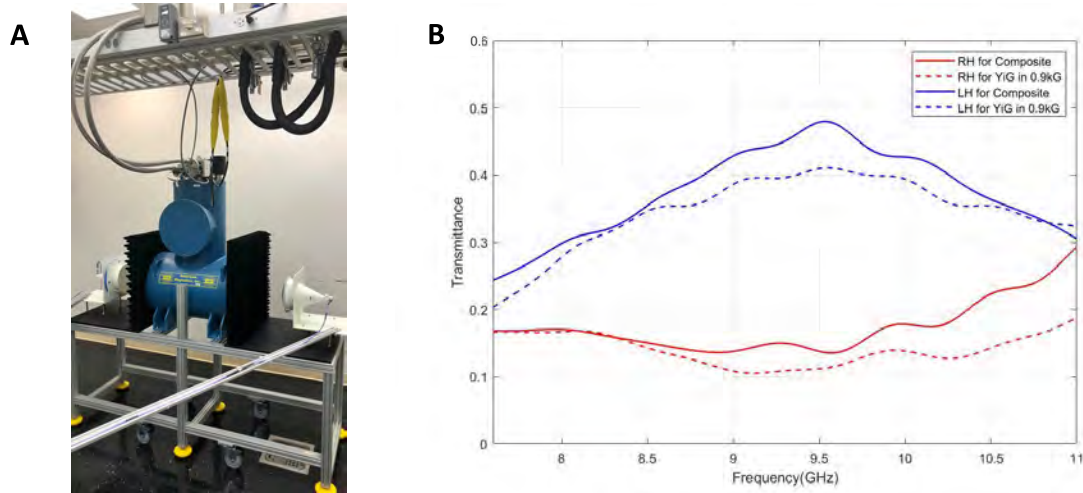 A
B
0.6
0.5
0.4
0.3
0.2
0.1
0
Transmittance
RH for Composite
RH for YiG in 0.9kG
LH for Composite
LH for YiG in 0.9kG
8
8.5
9
9.5
10
10.5
11
Frequency(GHz)